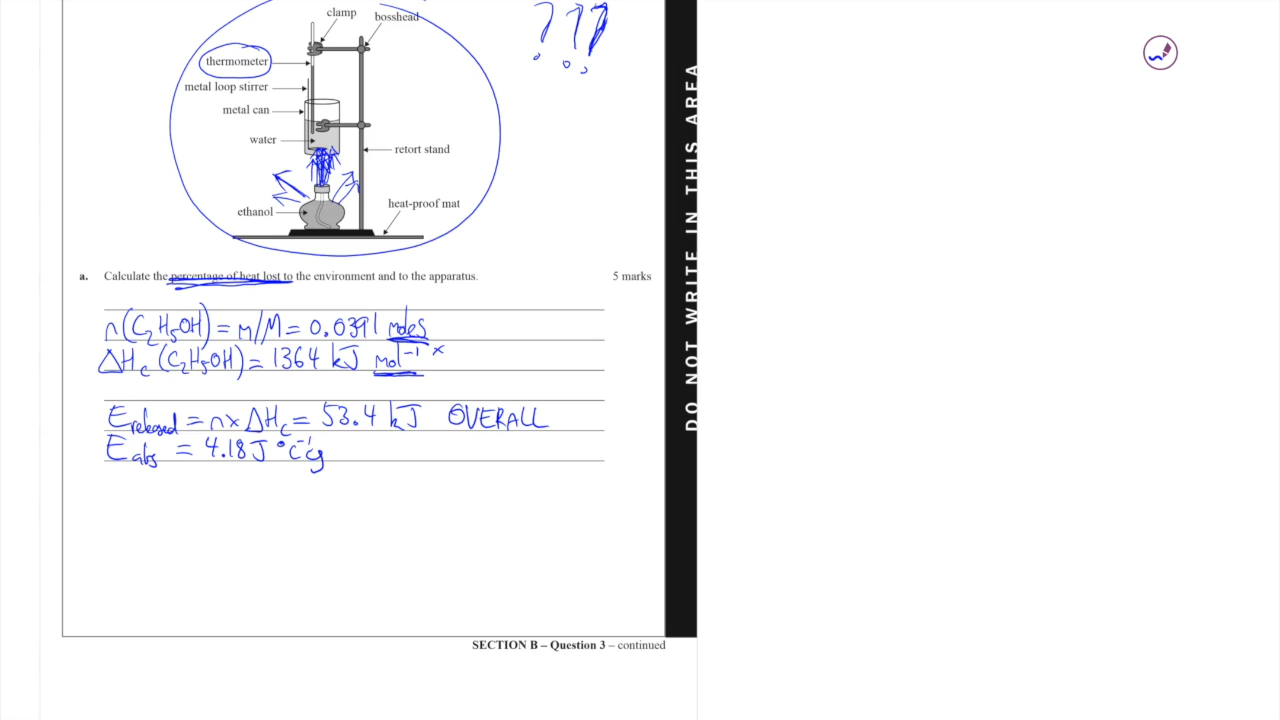 ???
clamp
bosshead
thermometer
metal loop stirrer
metal can
water
retort stand
heat-proof mat
ethanol
a. Calculate the percentage of heat lost to the environment and to the apparatus. 5 marks
n(C₂H₅OH) = m/M = 0.0391 moles
ΔHc (C₂H₅OH) = 1364 kJ mol⁻¹ ×
Ereleased = n× ΔHc = 53.4 kJ OVERALL
Eabs = 4.18J °C⁻¹g
SECTION B – Question 3 – continued
DO NOT WRITE IN THIS AREA